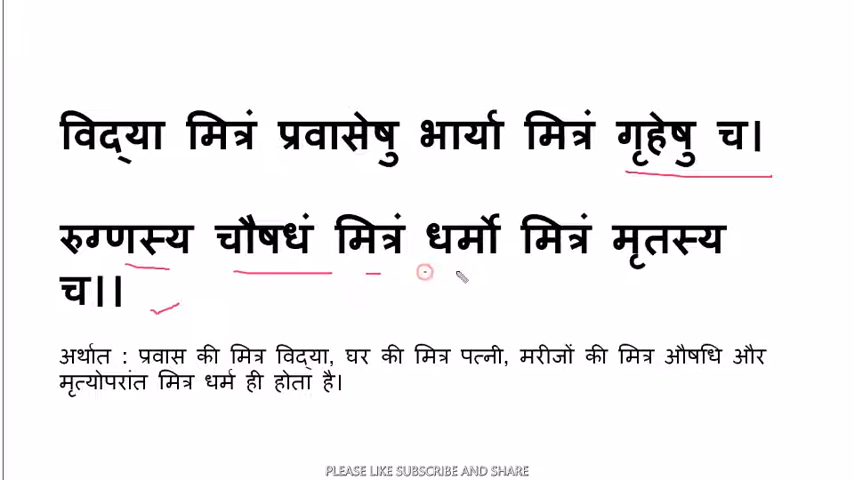 विद्‌या मित्रं प्रवासेषु भार्या मित्रं गृहेषु च।
रुग्णस्य चौषधं मित्रं धर्मो मित्रं मृतस्य
च।।
अर्थात : प्रवास की मित्र विद्‌या, घर की मित्र पत्नी, मरीजों की मित्र औषधि और
मृत्योपरांत मित्र धर्म ही होता है।
PLEASE LIKE SUBSCRIBE AND SHARE